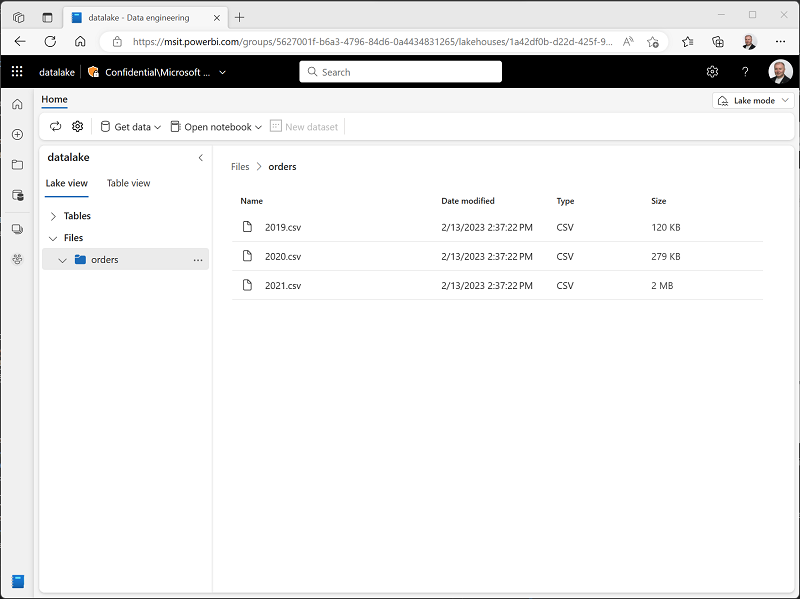 datalake - Data engineering
https://msit.powerbi.com/groups/5627001f-b6a3-4796-84d6-0a4434831265/lakehouses/1a42df0b-d22d-425f-9...
datalake Confidential\Microsoft ... Search ?
Home Lake mode
Get data Open notebook New dataset
datalake
Lake view Table view
Tables
Files
orders ...
Files > orders
Name Date modified Type Size
2019.csv 2/13/2023 2:37:22 PM CSV 120 KB
2020.csv 2/13/2023 2:37:22 PM CSV 279 KB
2021.csv 2/13/2023 2:37:22 PM CSV 2 MB